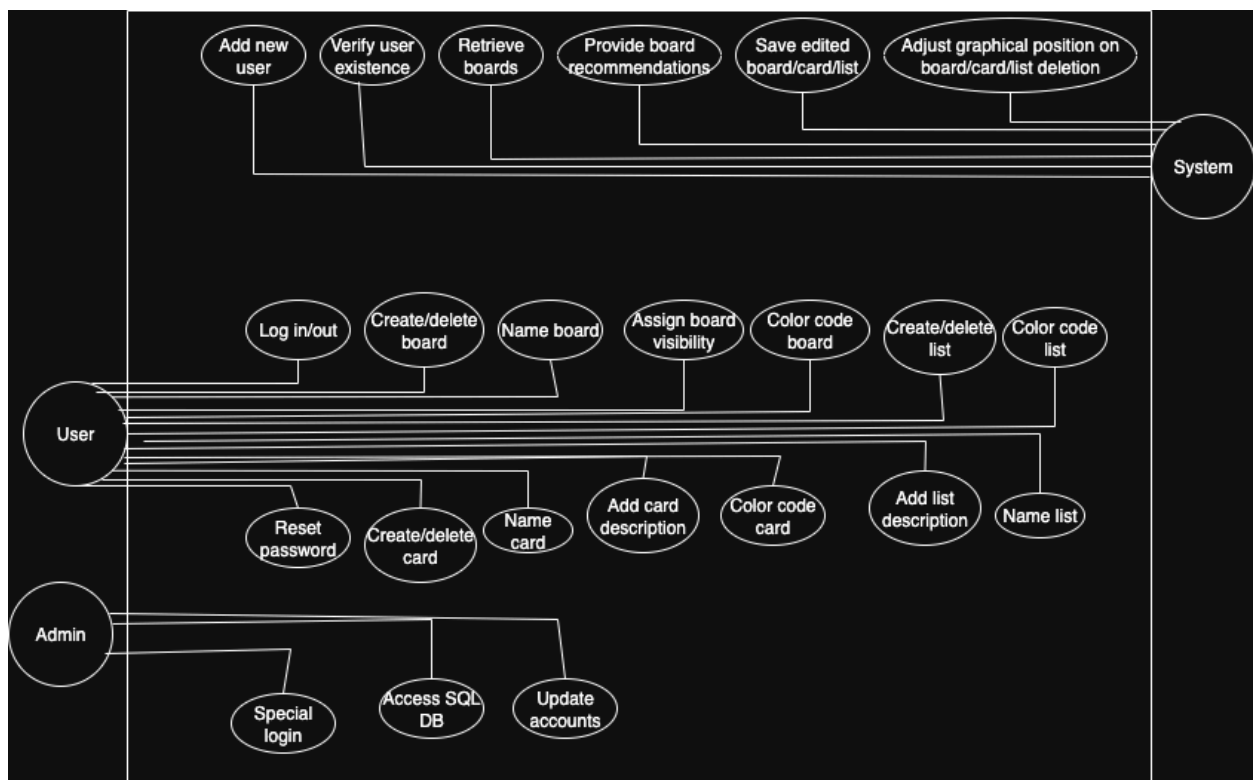 Add new
user
Verify user
existence
Retrieve
boards
Provide board
recommendations
Save edited
board/card/list
Adjust graphical position on
board/card/list deletion
System
Log in/out
Create/delete
board
Name board
Assign board
visibility
Color code
board
Create/delete
list
Color code
list
User
Reset
password
Create/delete
card
Name
card
Add card
description
Color code
card
Add list
description
Name list
Admin
Special
login
Access SQL
DB
Update
accounts